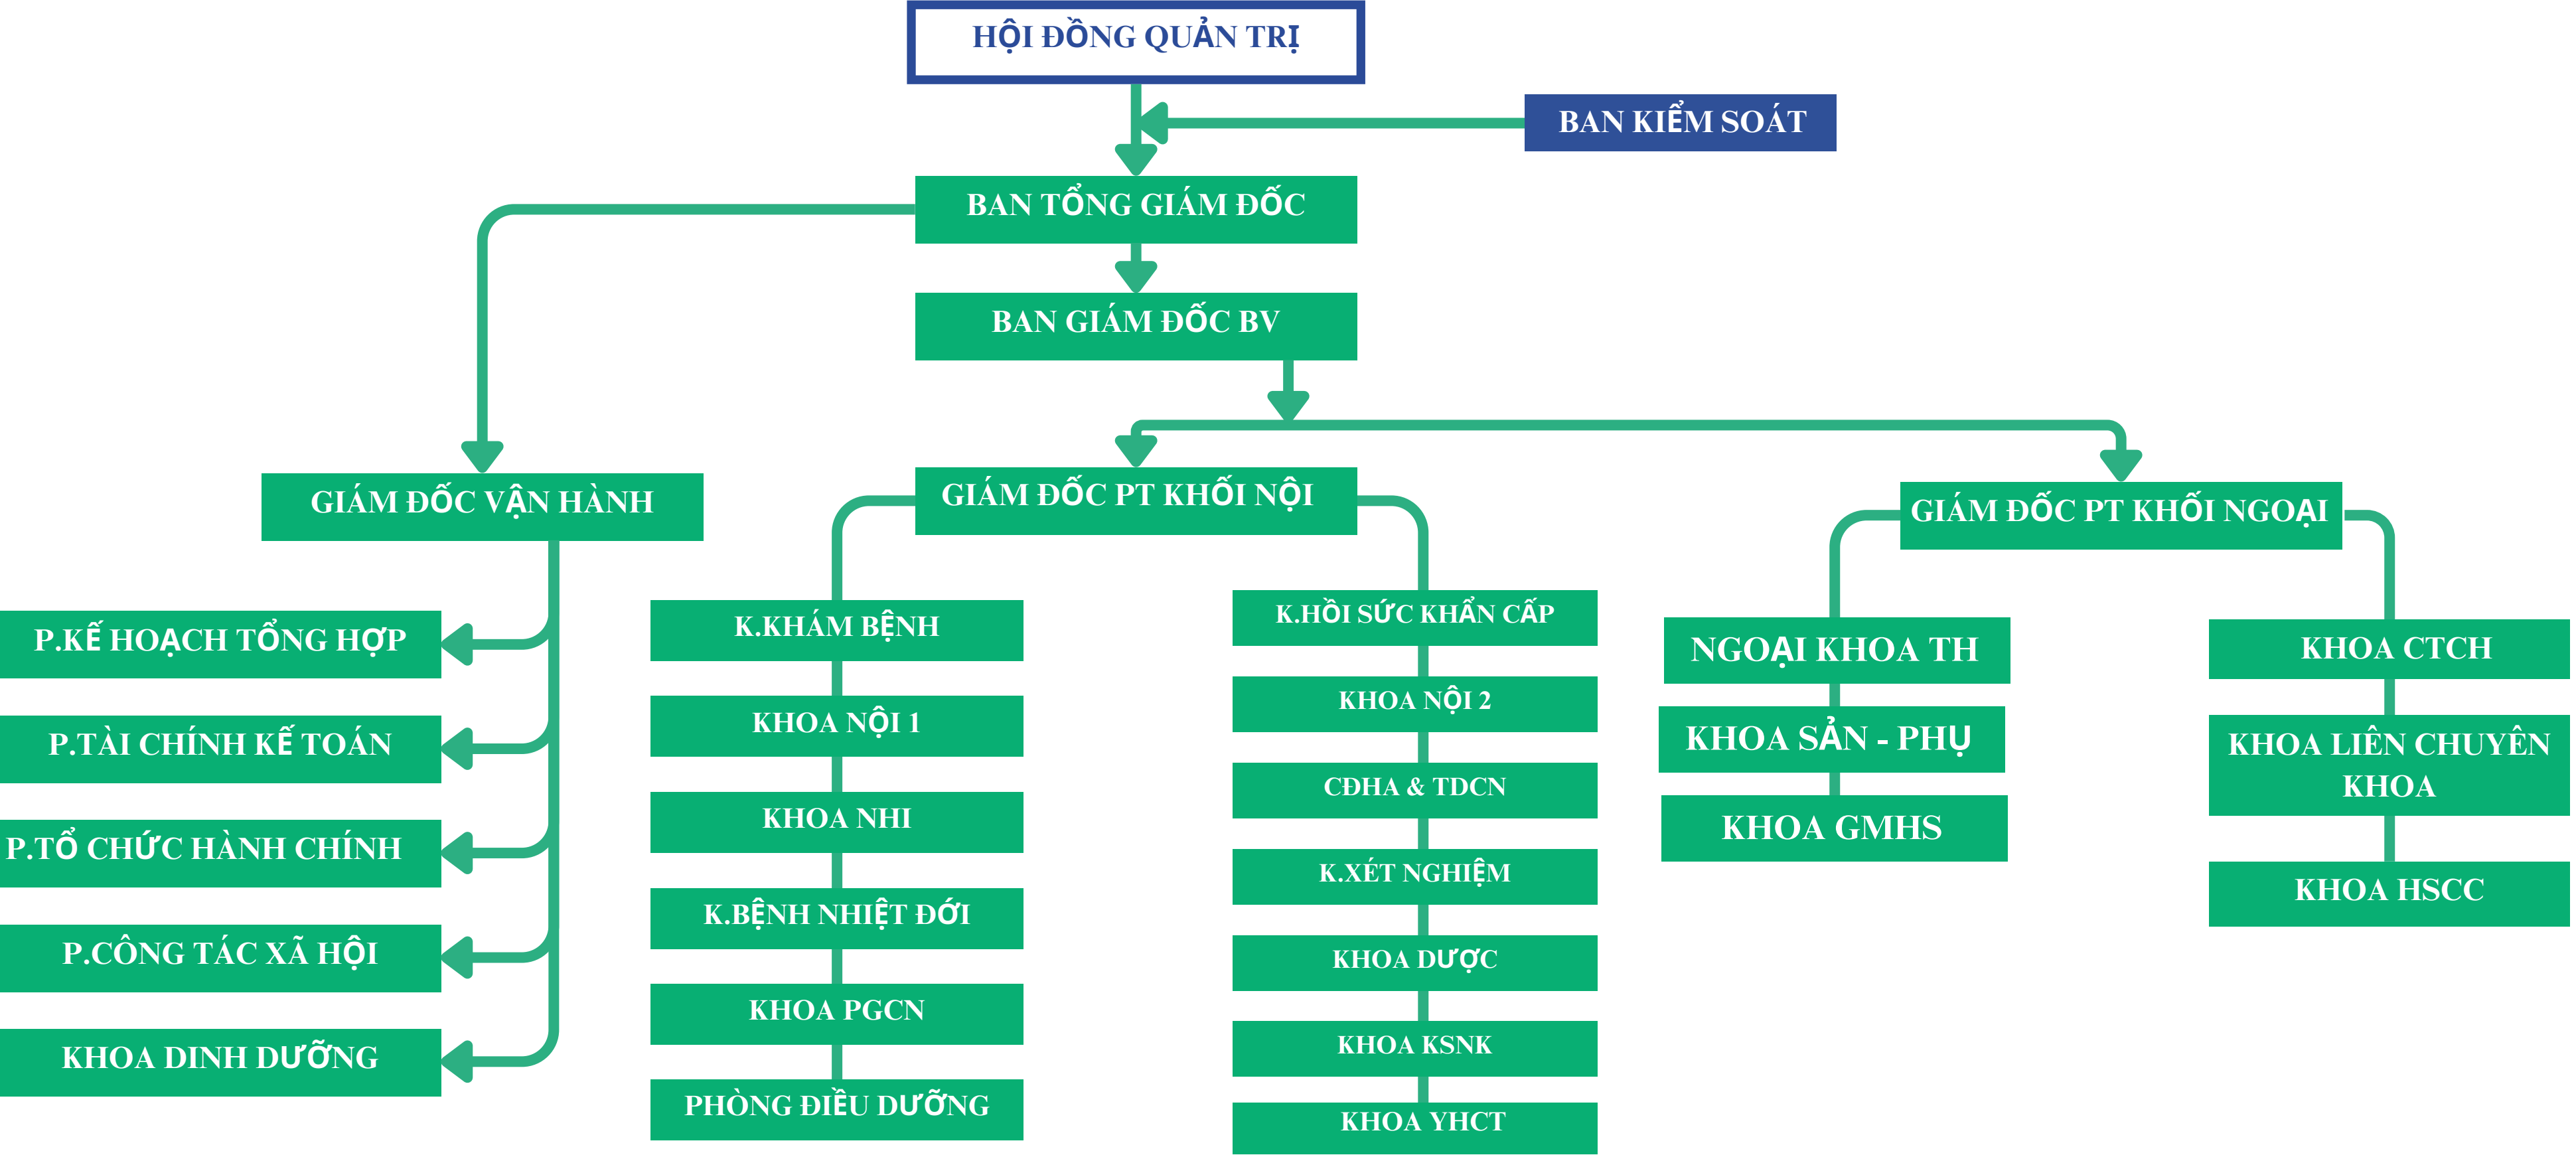 HỘI ĐỒNG QUẢN TRỊ
BAN KIỂM SOÁT
BAN TỔNG GIÁM ĐỐC
BAN GIÁM ĐỐC BV
GIÁM ĐỐC VẬN HÀNH
GIÁM ĐỐC PT KHỐI NỘI
GIÁM ĐỐC PT KHỐI NGOẠI
P.KẾ HOẠCH TỔNG HỢP
P.TÀI CHÍNH KẾ TOÁN
P.TỔ CHỨC HÀNH CHÍNH
P.CÔNG TÁC XÃ HỘI
KHOA DINH DƯỠNG
K.KHÁM BỆNH
KHOA NỘI 1
KHOA NHI
K.BỆNH NHIỆT ĐỚI
KHOA PGCN
PHÒNG ĐIỀU DƯỠNG
K.HỒI SỨC KHẨN CẤP
KHOA NỘI 2
CĐHA & TDCN
K.XÉT NGHIỆM
KHOA DƯỢC
KHOA KSNK
KHOA YHCT
NGOẠI KHOA TH
KHOA SẢN - PHỤ
KHOA GMHS
KHOA CTCH
KHOA LIÊN CHUYÊN
KHOA
KHOA HSCC